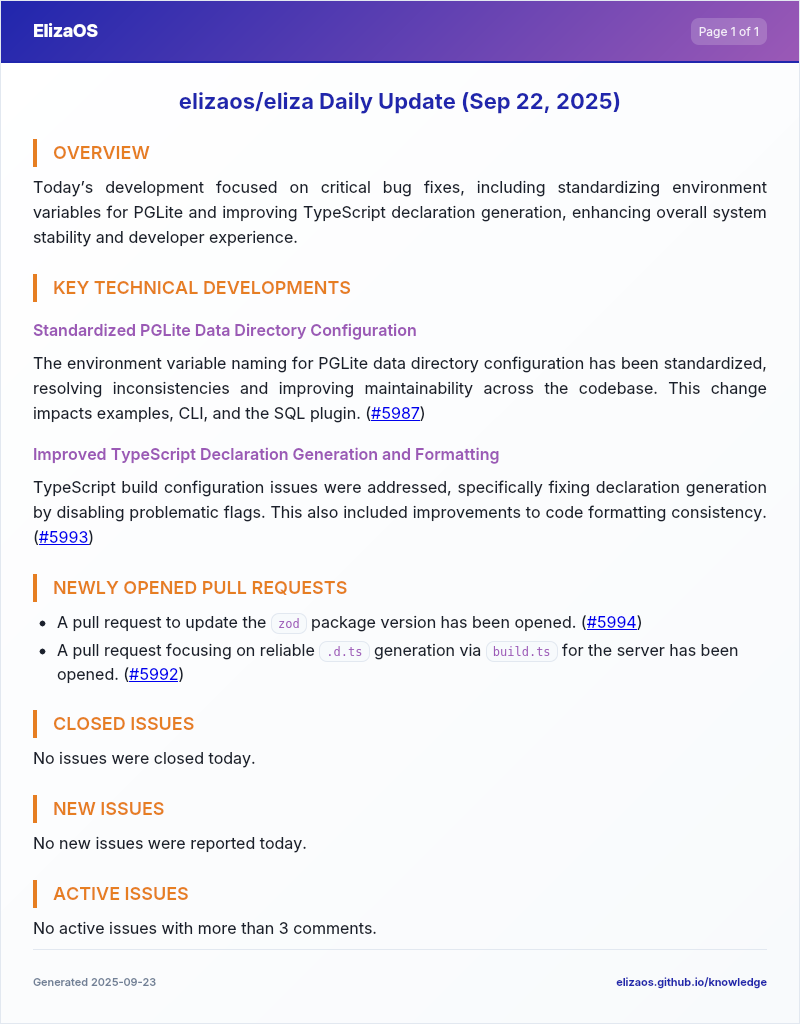 ElizaOS
Page 1 of 1
elizaos/eliza Daily Update (Sep 22, 2025)
OVERVIEW
Today’s development focused on critical bug fixes, including standardizing environment
variables for PGLite and improving TypeScript declaration generation, enhancing overall system
stability and developer experience.
KEY TECHNICAL DEVELOPMENTS
Standardized PGLite Data Directory Configuration
The environment variable naming for PGLite data directory configuration has been standardized,
resolving inconsistencies and improving maintainability across the codebase. This change
impacts examples, CLI, and the SQL plugin. (#5987)
Improved TypeScript Declaration Generation and Formatting
TypeScript build configuration issues were addressed, specifically fixing declaration generation
by disabling problematic flags. This also included improvements to code formatting consistency.
(#5993)
NEWLY OPENED PULL REQUESTS
• A pull request to update the zod package version has been opened. (#5994)
• A pull request focusing on reliable .d.ts generation via build.ts for the server has been
opened. (#5992)
CLOSED ISSUES
No issues were closed today.
NEW ISSUES
No new issues were reported today.
ACTIVE ISSUES
No active issues with more than 3 comments.
Generated 2025-09-23
elizaos.github.io/knowledge